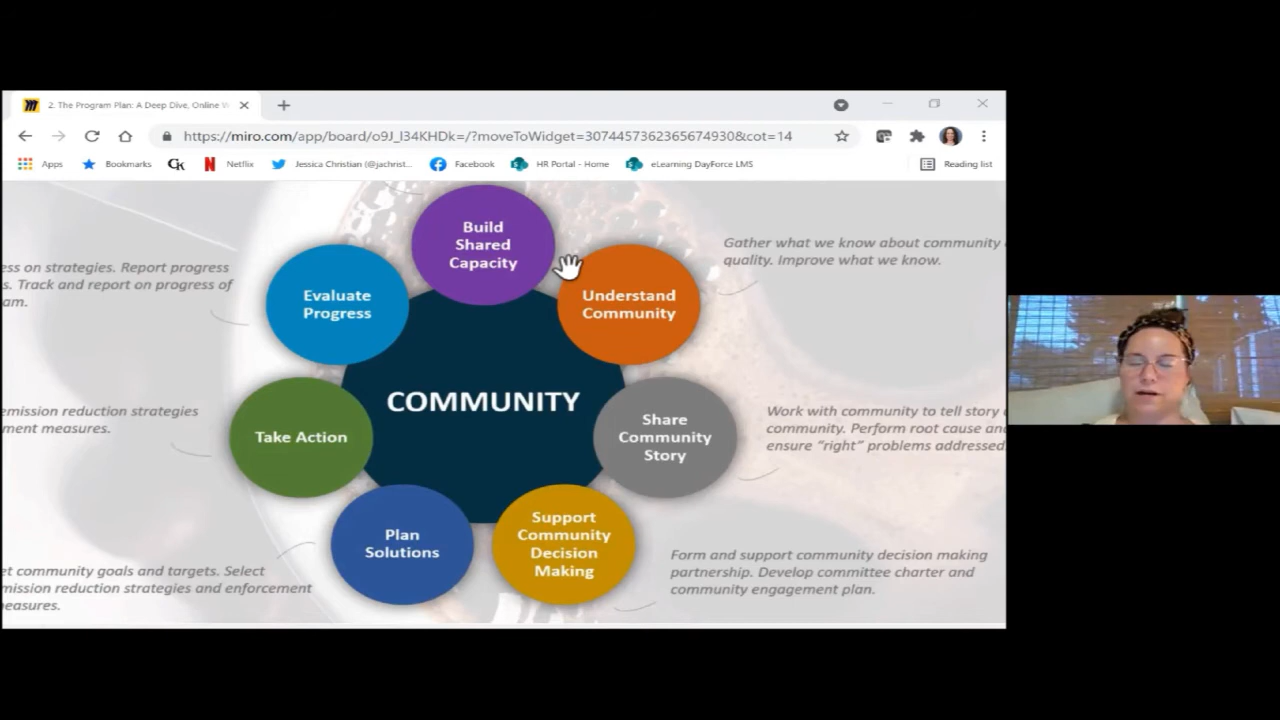 2. The Program Plan: A Deep Dive, Online W
https://miro.com/app/board/o9J_l34KHDk=/?moveToWidget=3074457362365674930&cot=14
Apps Bookmarks GK Netflix Jessica Christian (@jachrist... Facebook HR Portal - Home eLearning DayForce LMS Reading list
Build
Shared
Capacity
Understand
Community
Gather what we know about community
quality. Improve what we know.
Share
Community
Story
Work with community to tell story
community. Perform root cause and
ensure “right” problems addressed.
Support
Community
Decision
Making
Form and support community decision making
partnership. Develop committee charter and
community engagement plan.
Plan
Solutions
et community goals and targets. Select
mission reduction strategies and enforcement
easures.
Take Action
emission reduction strategies
ment measures.
Evaluate
Progress
ess on strategies. Report progress
s. Track and report on progress of
am.
COMMUNITY